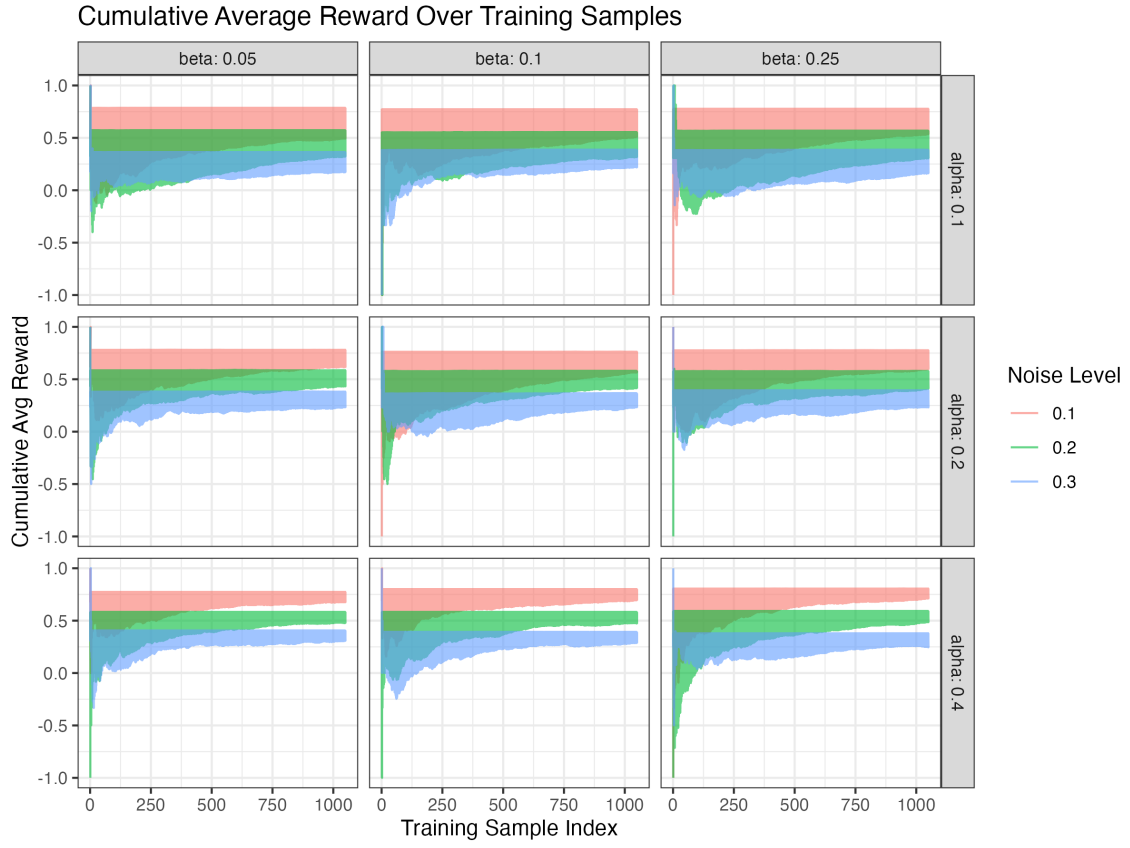 Cumulative Average Reward Over Training Samples
beta: 0.05
beta: 0.1
beta: 0.25
1.0
0.5
0.0
-0.5
-1.0
alpha: 0.1
1.0
0.5
0.0
-0.5
-1.0
alpha: 0.2
1.0
0.5
0.0
-0.5
-1.0
alpha: 0.4
Cumulative Avg Reward
0 250 500 750 1000
0 250 500 750 1000
0 250 500 750 1000
Training Sample Index
Noise Level
0.1
0.2
0.3